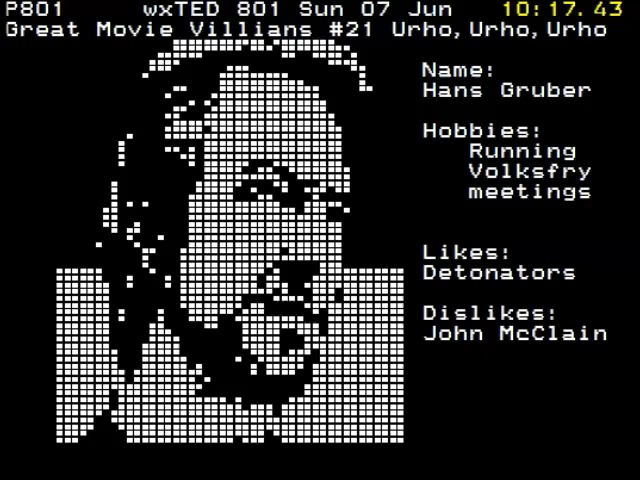 P801 wxTED 801 Sun 07 Jun 10:17.43
Great Movie Villians #21 Urho,Urho,Urho
Name:
Hans Gruber
Hobbies:
Running
Volksfry
meetings
Likes:
Detonators
Dislikes:
John McClain